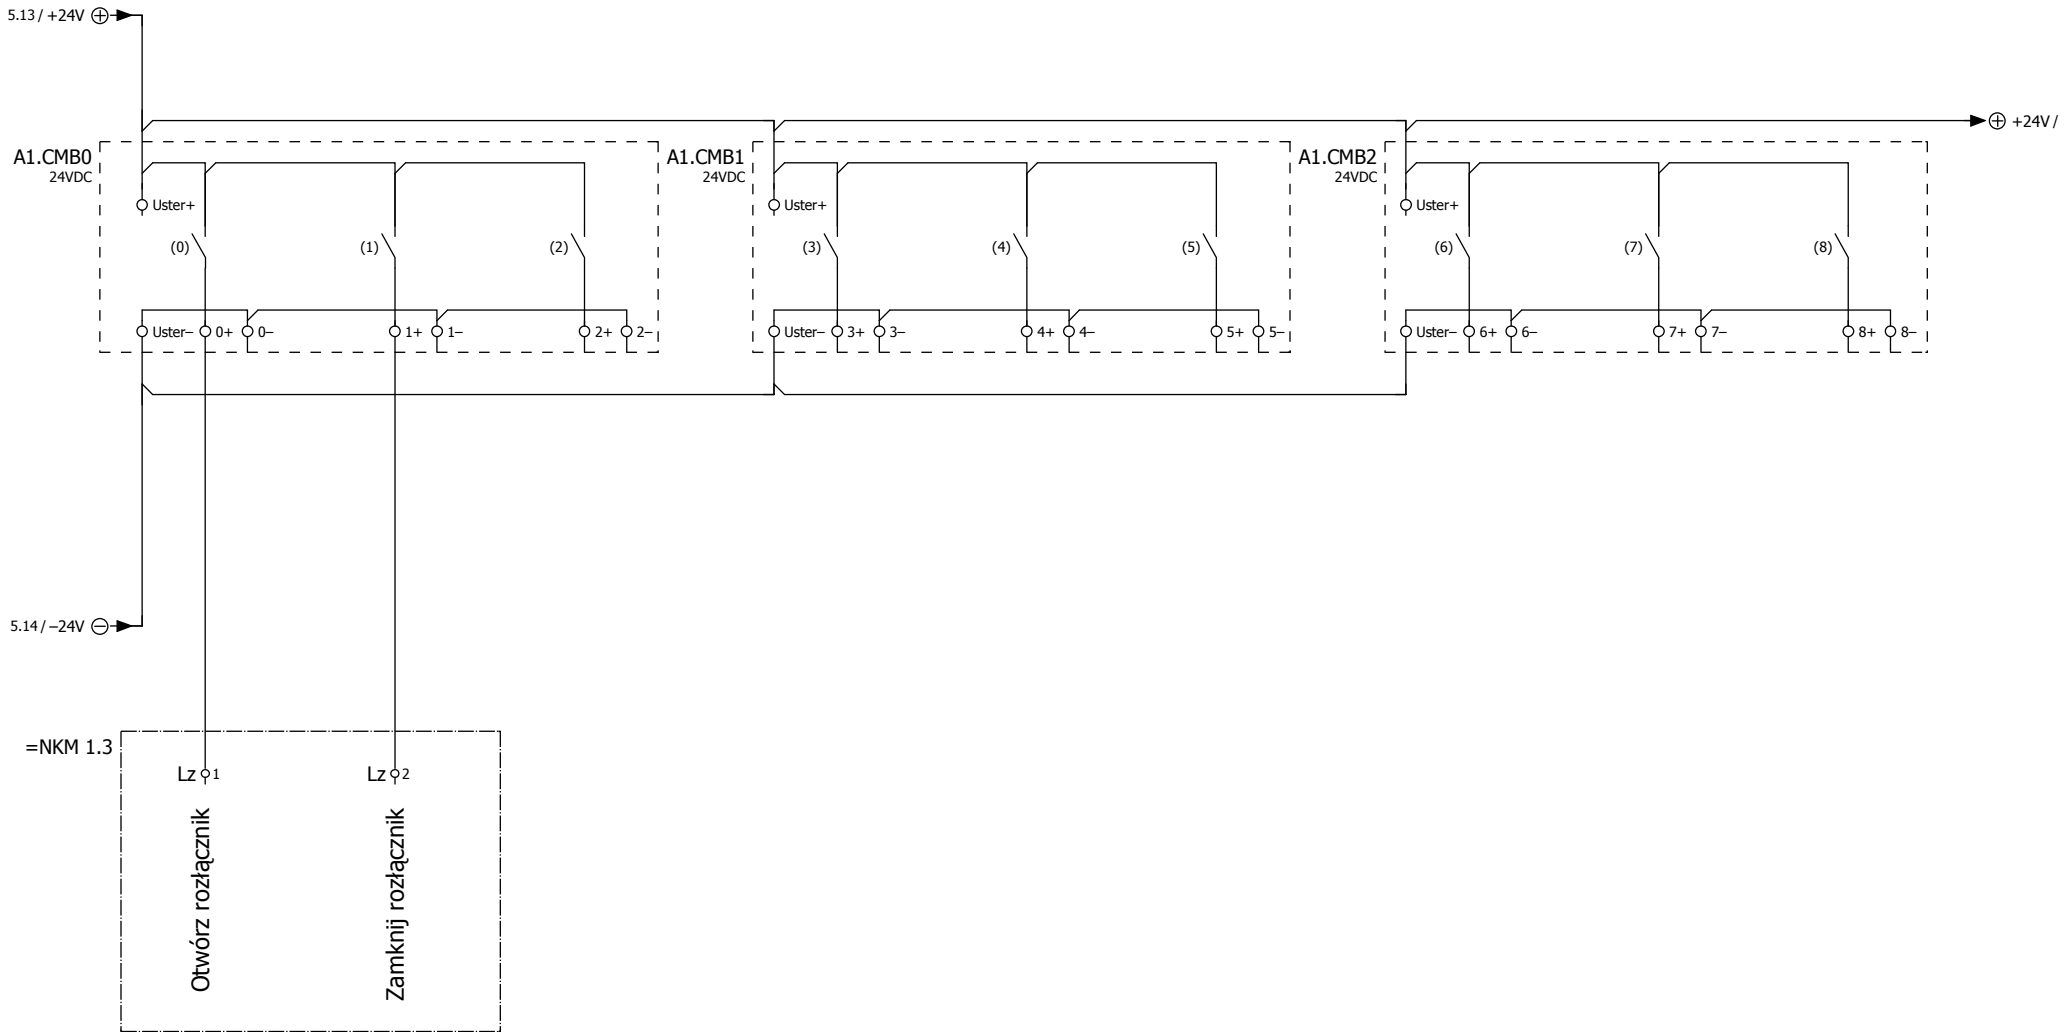 5.13 / +24V
+24V /
A1.CMB0
24VDC
A1.CMB1
24VDC
A1.CMB2
24VDC
Uster+
Uster+
Uster+
(0)
(1)
(2)
(3)
(4)
(5)
(6)
(7)
(8)
Uster–
0+
0–
1+
1–
2+
2–
Uster–
3+
3–
4+
4–
5+
5–
Uster–
6+
6–
7+
7–
8+
8–
5.14 / –24V
=NKM 1.3
Lz 1
Lz 2
Otwórz rozłącznik
Zamknij rozłącznik